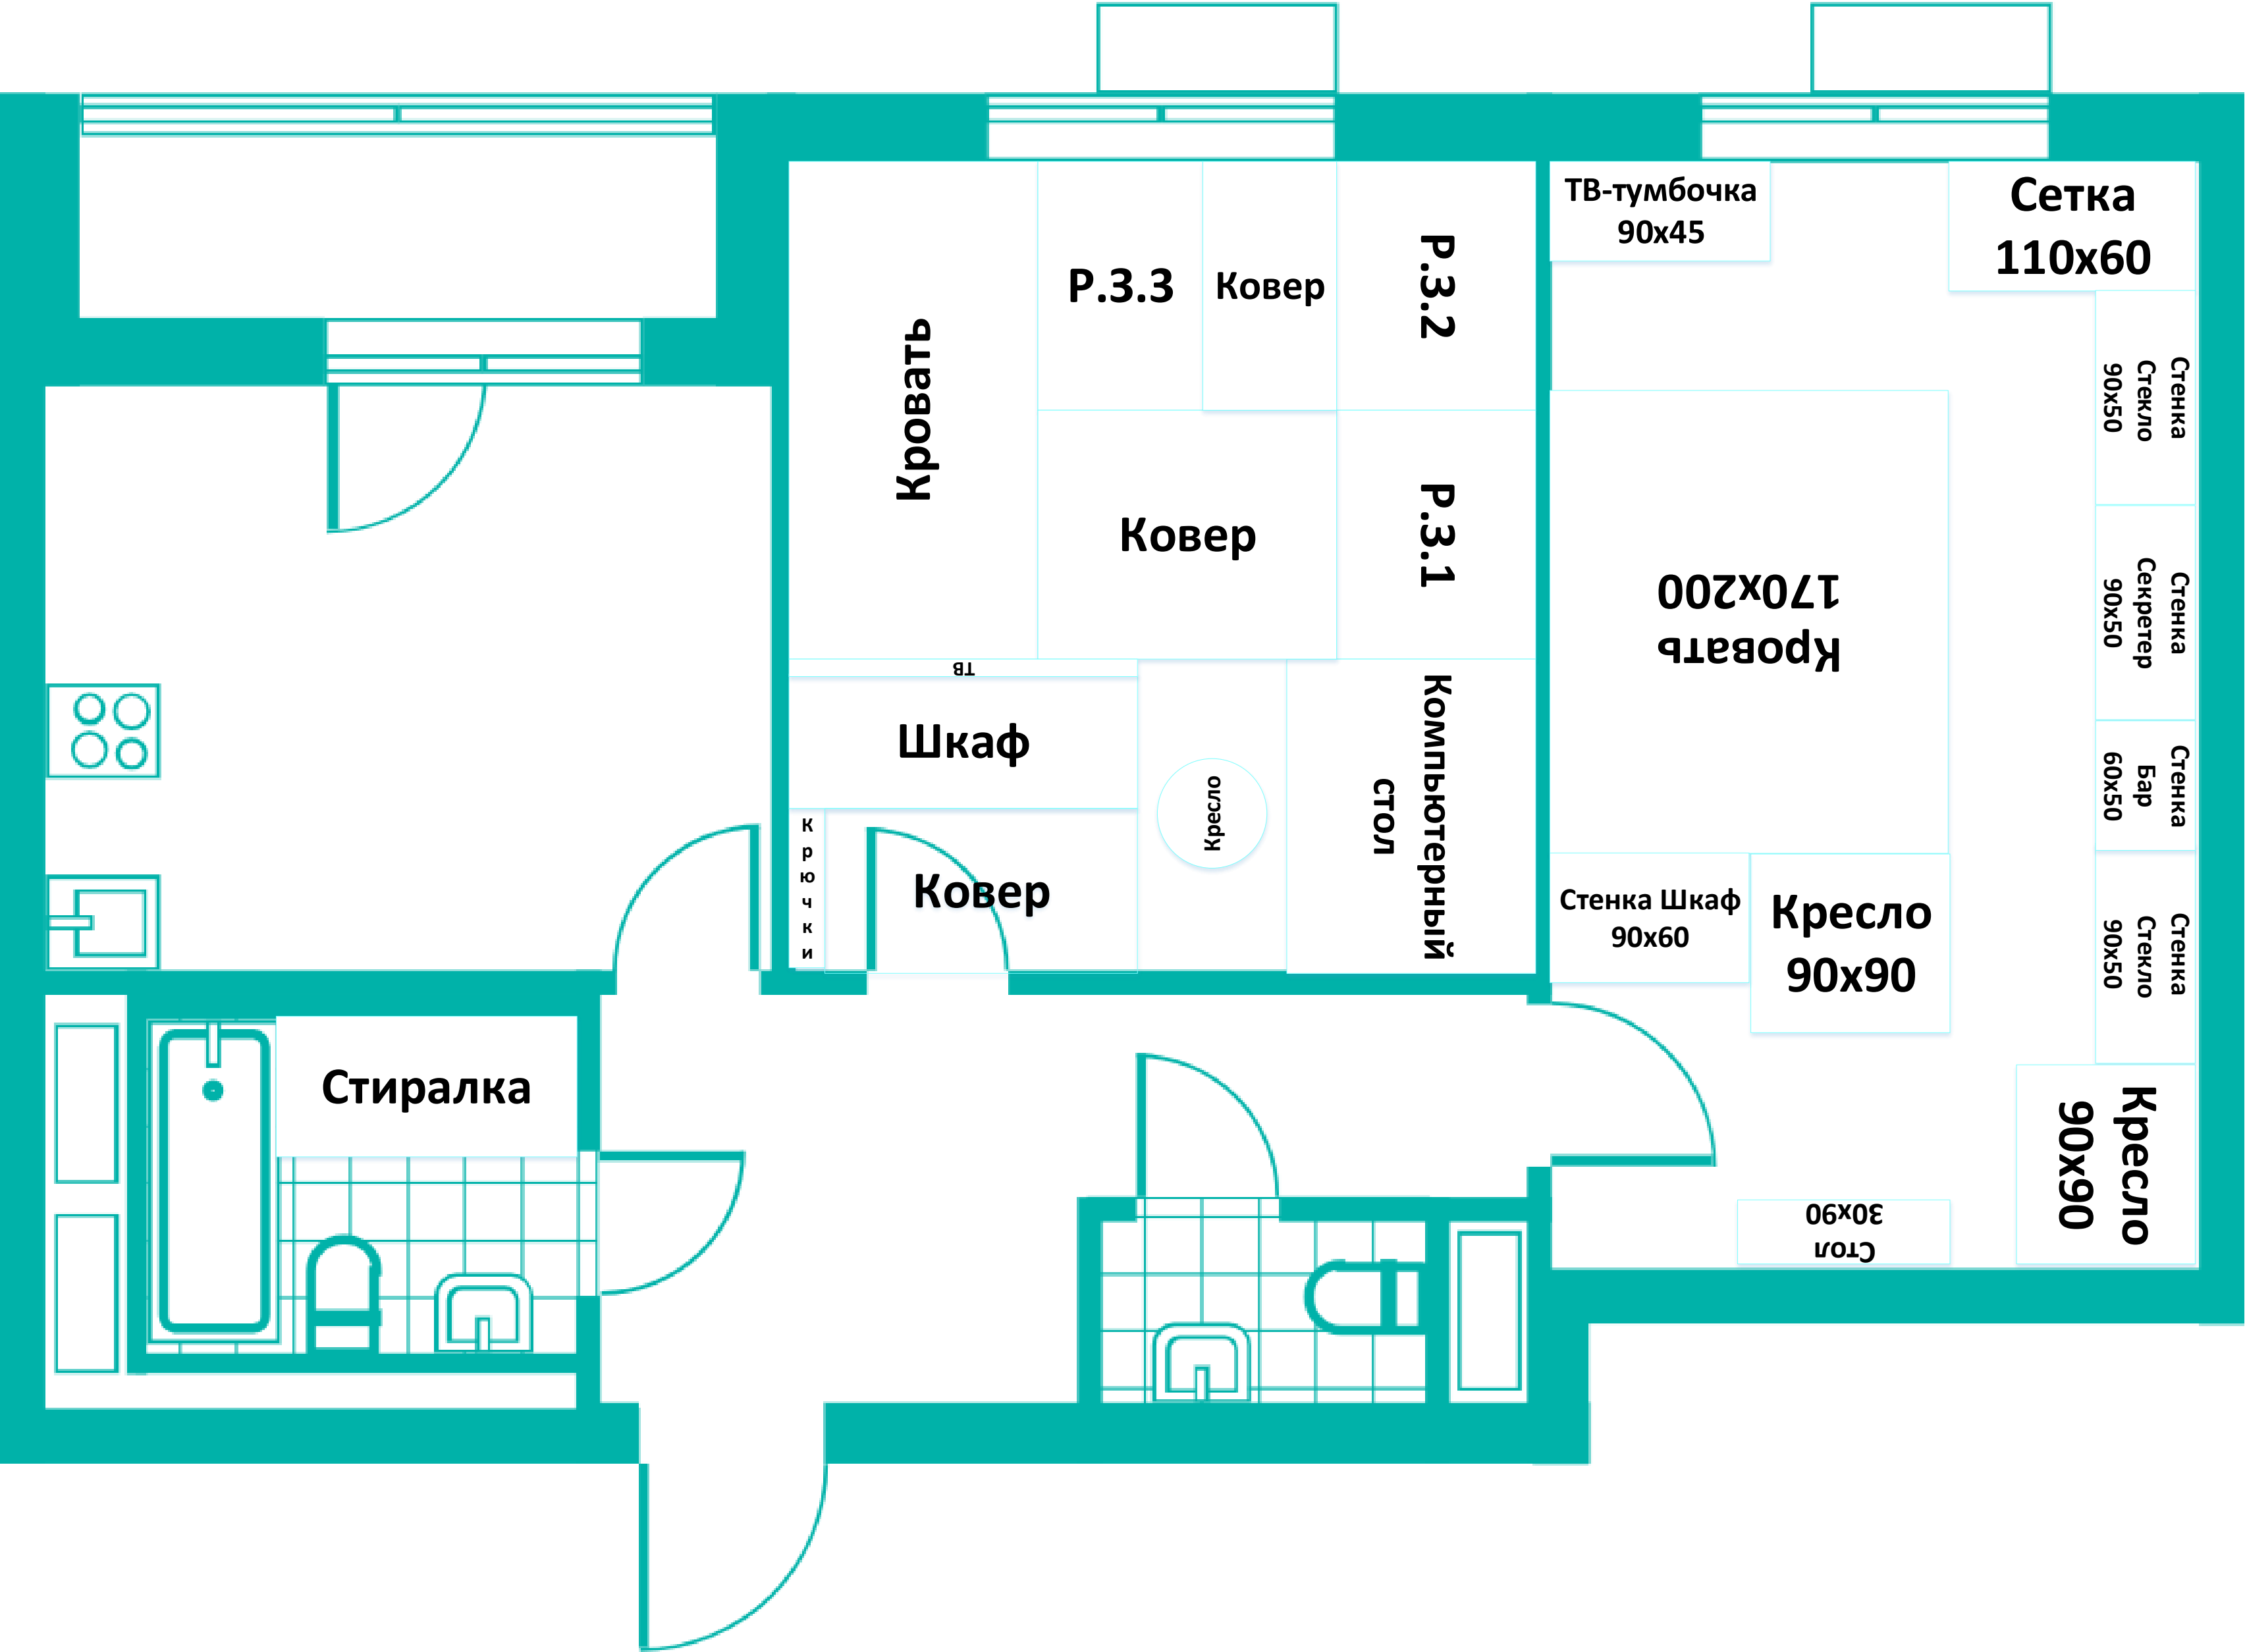 ТВ-тумбочка
90x45
Сетка
110x60
Р.3.3
Ковер
Р.3.2
Кровать
Стенка
Стекло
90x50
Ковер
Р.3.1
Кровать
170x200
Стенка
Секретер
90x50
ТВ
Шкаф
Компьютерный
стол
Кресло
Стенка
Бар
60x50
Крючки
Ковер
Стенка Шкаф
90x60
Кресло
90x90
Стенка
Стекло
90x50
Стиралка
Кресло
90x90
Стол
30x90